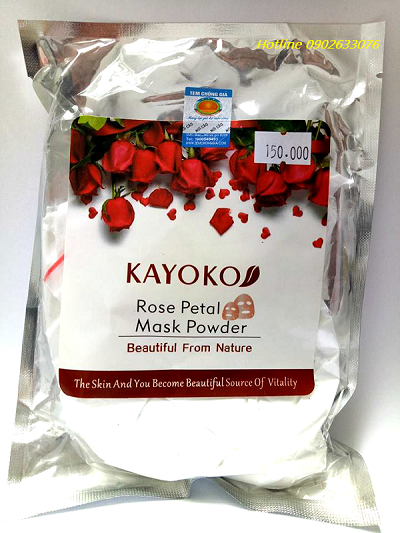 Hotline 0902633076
TEM CHỐNG GIẢ
150.000
KAYOKO
Rose Petal
Mask Powder
Beautiful From Nature
The Skin And You Become Beautiful Source Of Vitality